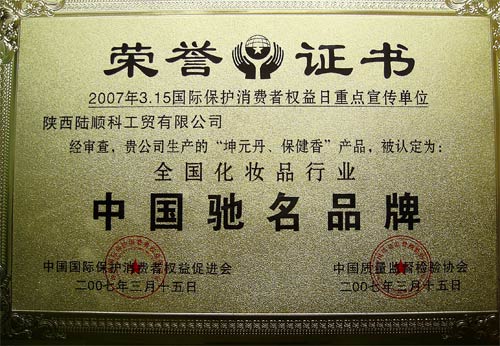 荣誉证书
2007年3.15国际保护消费者权益日重点宣传单位
陕西陆顺科工贸有限公司
经审查，贵公司生产的“坤元丹、保健香”产品，被认定为：
全国化妆品行业
中国驰名品牌
中国国际保护消费者权益促进会
二00七年三月十五日
中国质量监督检验协会
二00七年三月十五日